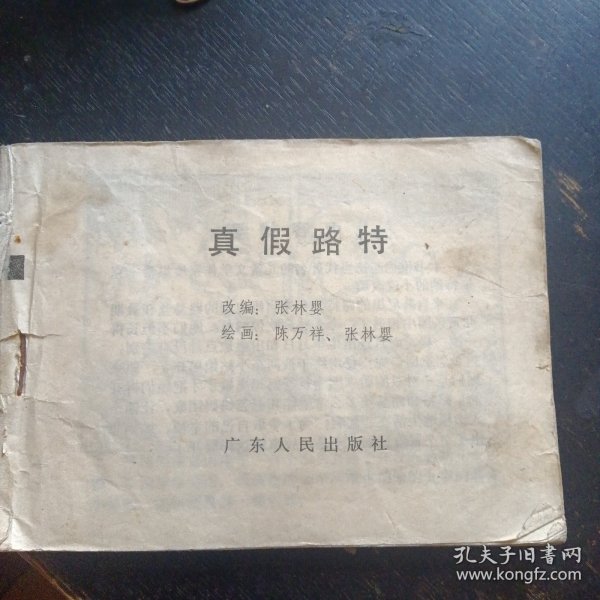 真假路特
改编：张林婴
绘画：陈万祥、张林婴
广东人民出版社
孔夫子旧书网
www.kongfz.com